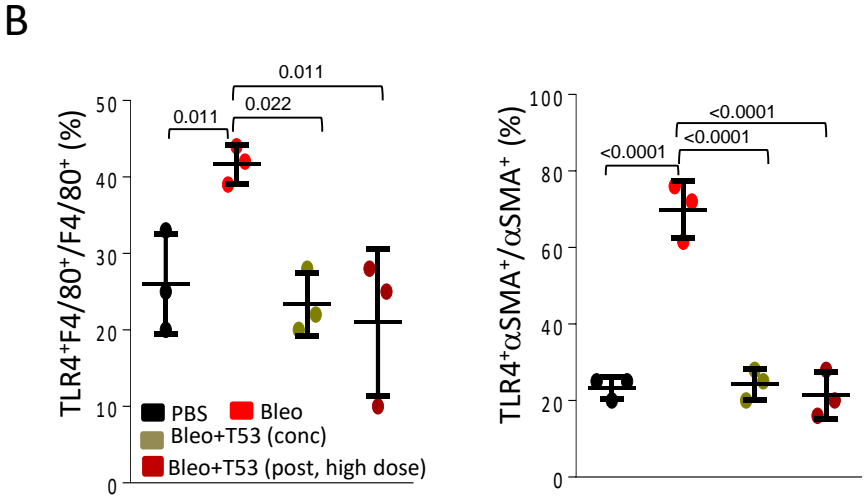 B
TLR4⁺F4/80⁺/F4/80⁺ (%)
50
40
30
20
10
0
0.011
0.022
0.011
PBS
Bleo
Bleo+T53 (conc)
Bleo+T53 (post, high dose)
TLR4⁺αSMA⁺/αSMA⁺ (%)
100
80
60
40
20
0
<0.0001
<0.0001
<0.0001